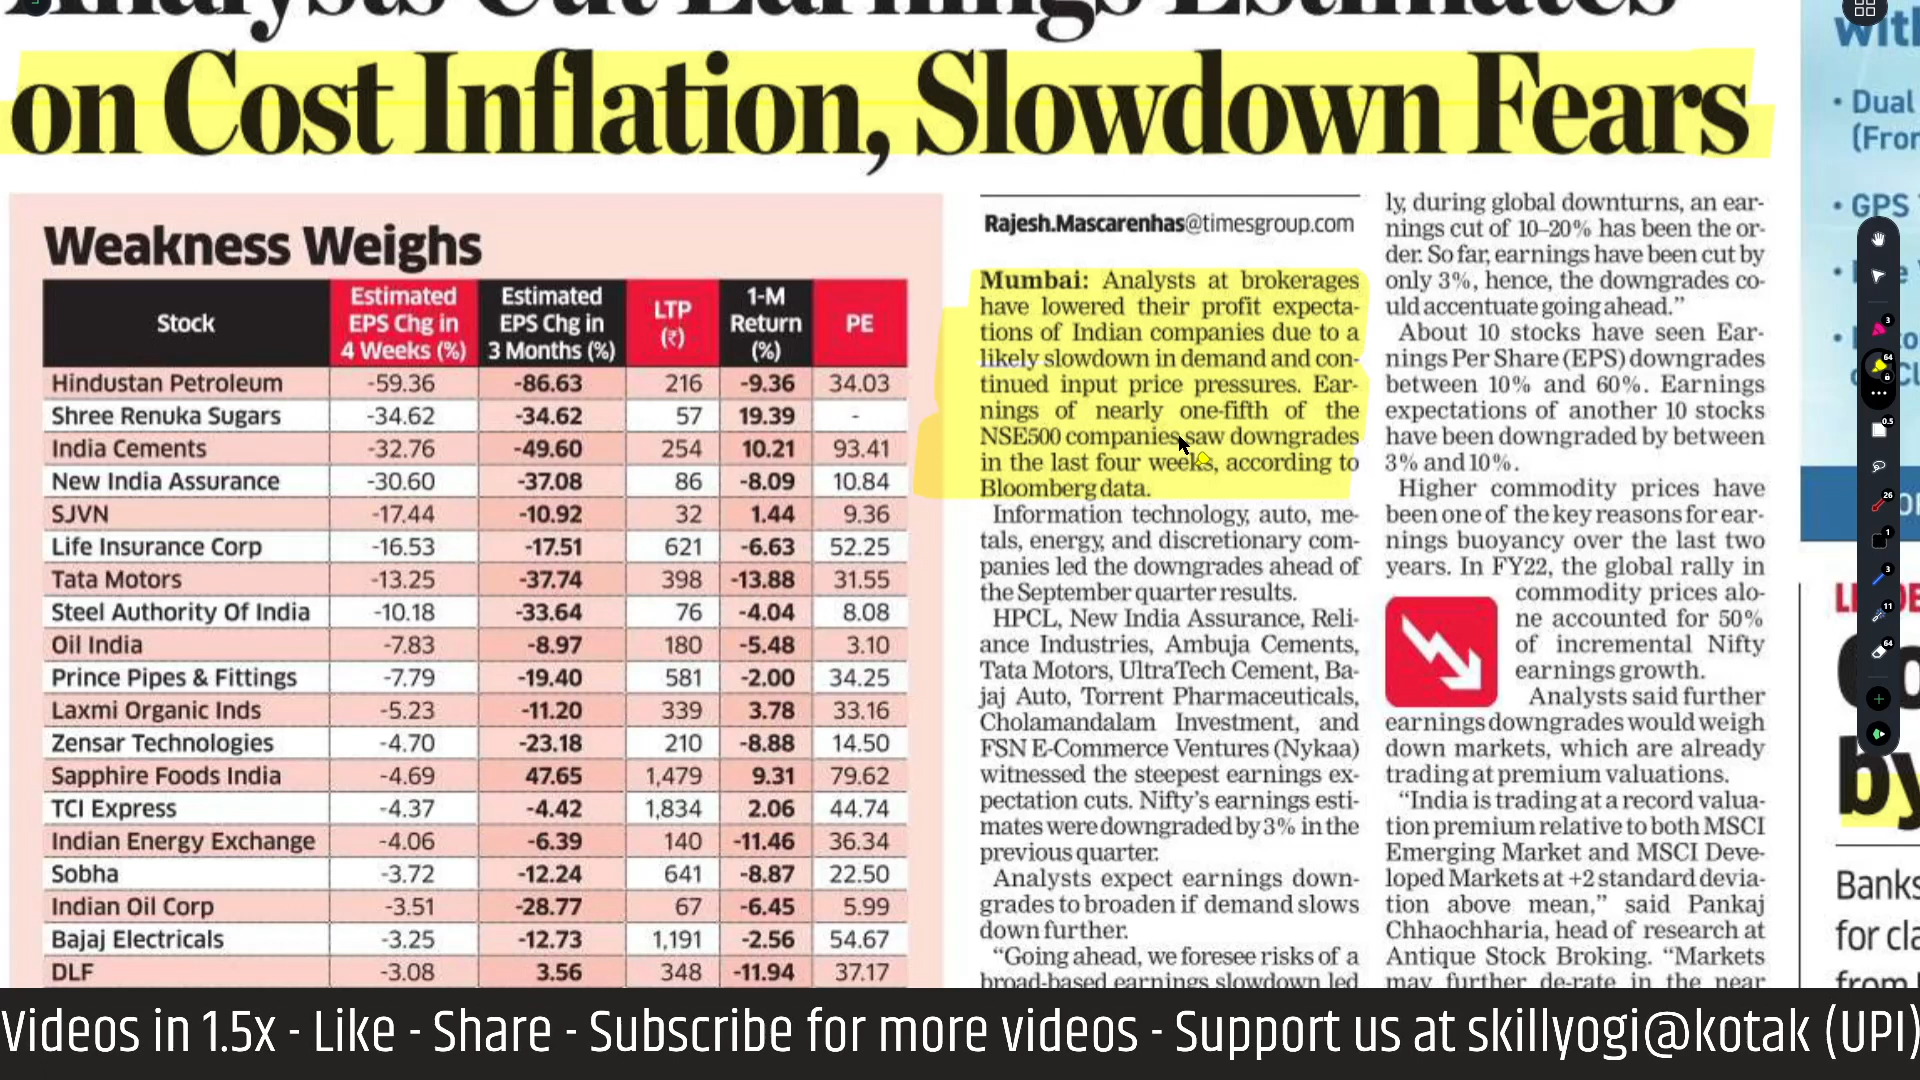 Analysts Cut Earnings Estimates
on Cost Inflation, Slowdown Fears
Weakness Weighs
Stock Estimated EPS Chg in 4 Weeks (%) Estimated EPS Chg in 3 Months (%) LTP (₹) 1-M Return (%) PE
Hindustan Petroleum -59.36 -86.63 216 -9.36 34.03
Shree Renuka Sugars -34.62 -34.62 57 19.39 -
India Cements -32.76 -49.60 254 10.21 93.41
New India Assurance -30.60 -37.08 86 -8.09 10.84
SJVN -17.44 -10.92 32 1.44 9.36
Life Insurance Corp -16.53 -17.51 621 -6.63 52.25
Tata Motors -13.25 -37.74 398 -13.88 31.55
Steel Authority Of India -10.18 -33.64 76 -4.04 8.08
Oil India -7.83 -8.97 180 -5.48 3.10
Prince Pipes & Fittings -7.79 -19.40 581 -2.00 34.25
Laxmi Organic Inds -5.23 -11.20 339 3.78 33.16
Zensar Technologies -4.70 -23.18 210 -8.88 14.50
Sapphire Foods India -4.69 47.65 1,479 9.31 79.62
TCI Express -4.37 -4.42 1,834 2.06 44.74
Indian Energy Exchange -4.06 -6.39 140 -11.46 36.34
Sobha -3.72 -12.24 641 -8.87 22.50
Indian Oil Corp -3.51 -28.77 67 -6.45 5.99
Bajaj Electricals -3.25 -12.73 1,191 -2.56 54.67
DLF -3.08 3.56 348 -11.94 37.17
Rajesh.Mascarenhas@timesgroup.com
Mumbai: Analysts at brokerages
have lowered their profit expecta-
tions of Indian companies due to a
likely slowdown in demand and con-
tinued input price pressures. Ear-
nings of nearly one-fifth of the
NSE500 companies saw downgrades
in the last four weeks, according to
Bloomberg data.
Information technology, auto, me-
tals, energy, and discretionary com-
panies led the downgrades ahead of
the September quarter results.
HPCL, New India Assurance, Reli-
ance Industries, Ambuja Cements,
Tata Motors, UltraTech Cement, Ba-
jaj Auto, Torrent Pharmaceuticals,
Cholamandalam Investment, and
FSN E-Commerce Ventures (Nykaa)
witnessed the steepest earnings ex-
pectation cuts. Nifty's earnings esti-
mates were downgraded by 3% in the
previous quarter.
Analysts expect earnings down-
grades to broaden if demand slows
down further.
"Going ahead, we foresee risks of a
broad-based earnings slowdown led
ly, during global downturns, an ear-
nings cut of 10–20% has been the or-
der. So far, earnings have been cut by
only 3%, hence, the downgrades co-
uld accentuate going ahead."
About 10 stocks have seen Ear-
nings Per Share (EPS) downgrades
between 10% and 60%. Earnings
expectations of another 10 stocks
have been downgraded by between
3% and 10%.
Higher commodity prices have
been one of the key reasons for ear-
nings buoyancy over the last two
years. In FY22, the global rally in
commodity prices alo-
ne accounted for 50%
of incremental Nifty
earnings growth.
Analysts said further
earnings downgrades would weigh
down markets, which are already
trading at premium valuations.
"India is trading at a record valua-
tion premium relative to both MSCI
Emerging Market and MSCI Deve-
loped Markets at +2 standard devia-
tion above mean," said Pankaj
Chhaochharia, head of research at
Antique Stock Broking. "Markets
may further de-rate in the near
• Dual
(Fron
• GPS
by
Banks
for cla
from
Videos in 1.5x - Like - Share - Subscribe for more videos - Support us at skillyogi@kotak (UPI)